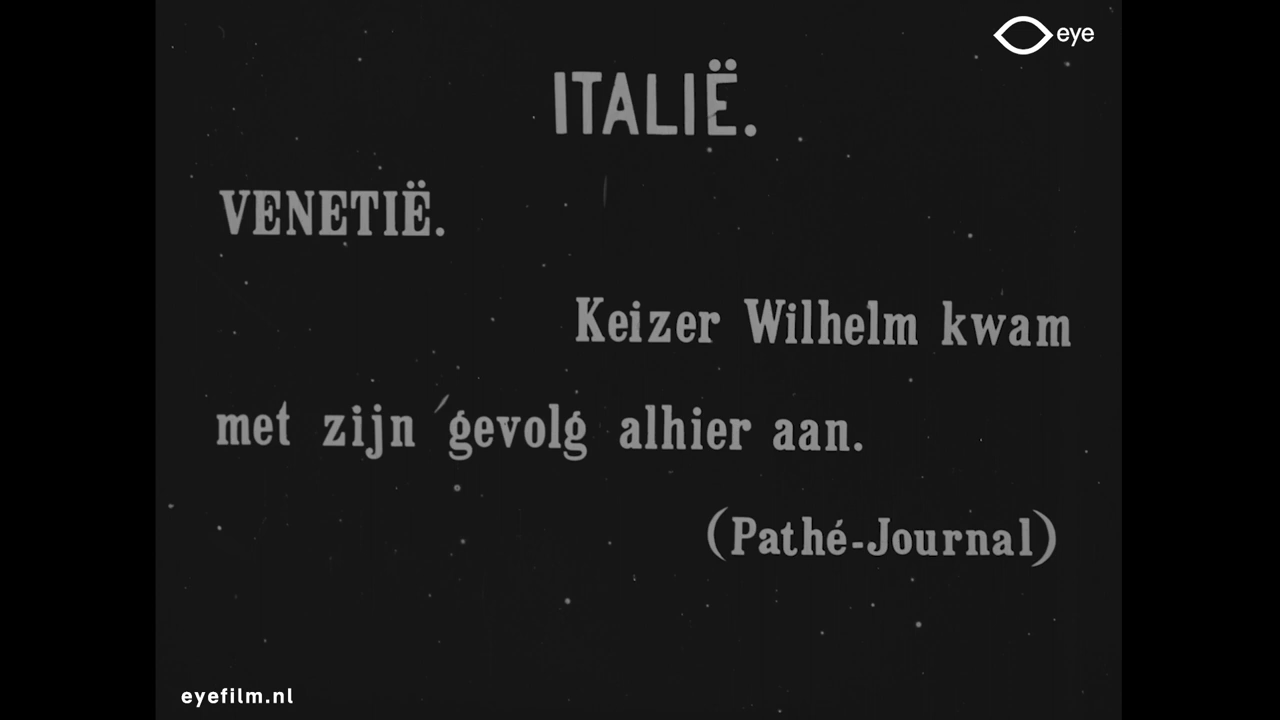 eye
ITALIË.
VENETIË.
Keizer Wilhelm kwam
met zijn gevolg alhier aan.
(Pathé-Journal)
eyefilm.nl